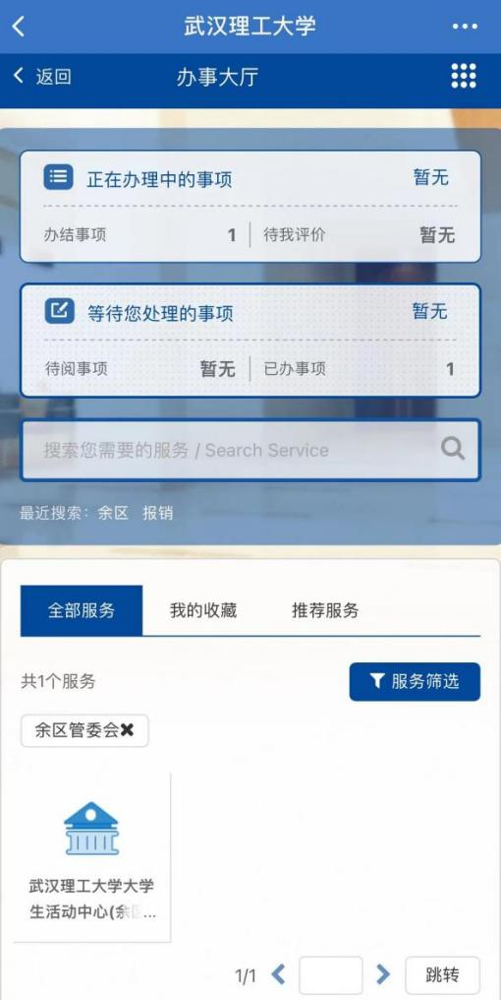 武汉理工大学
返回 办事大厅
正在办理中的事项 暂无
办结事项 1 待我评价 暂无
等待您处理的事项 暂无
待阅事项 暂无 已办事项 1
搜索您需要的服务 / Search Service
最近搜索：余区 报销
全部服务 我的收藏 推荐服务
共1个服务 服务筛选
余区管委会✖
武汉理工大学大学
生活动中心(余区...
1/1 跳转